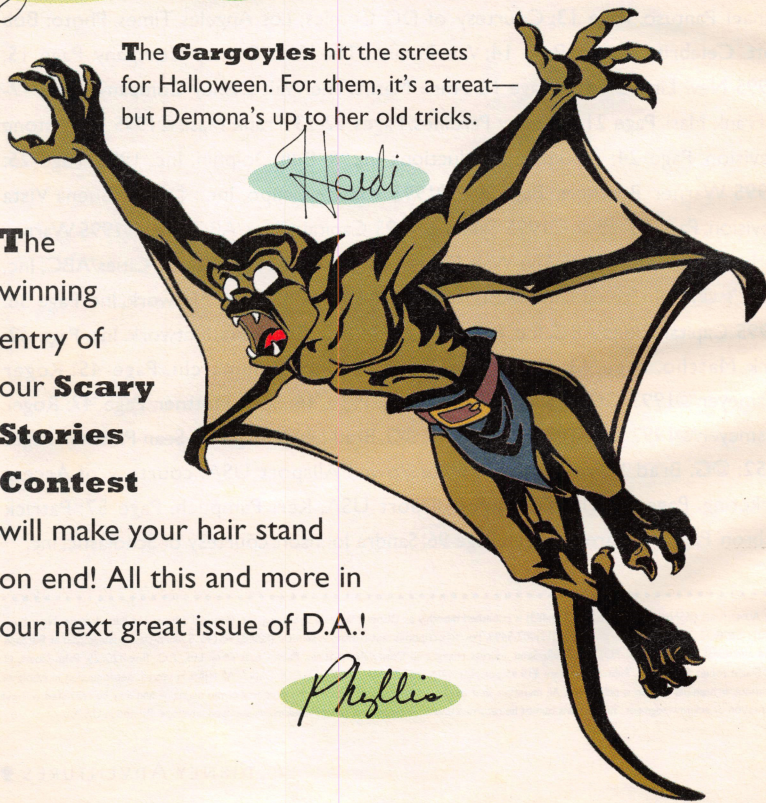 The Gargoyles hit the streets
for Halloween. For them, it's a treat—
but Demona's up to her old tricks.
Heidi
The
winning
entry of
our Scary
Stories
Contest
will make your hair stand
on end! All this and more in
our next great issue of D.A.!
Phyllis